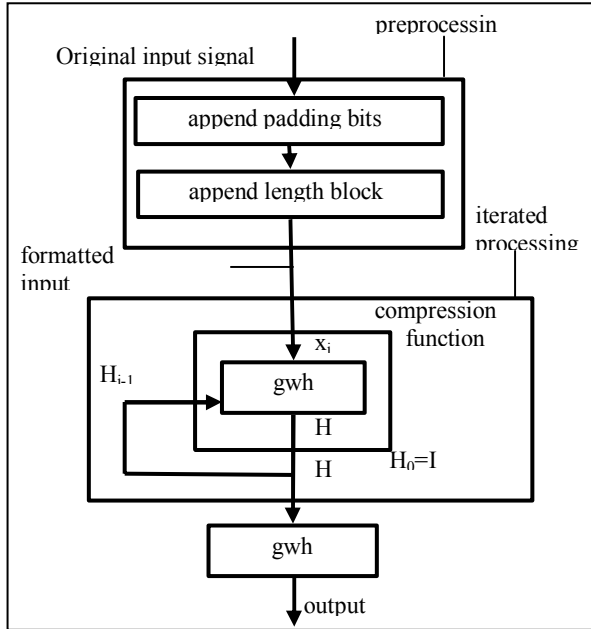 preprocessin
Original input signal
append padding bits
append length block
iterated
processing
formatted
input
compression
function
xi
Hi-1
gwh
H
H0=I
H
gwh
output